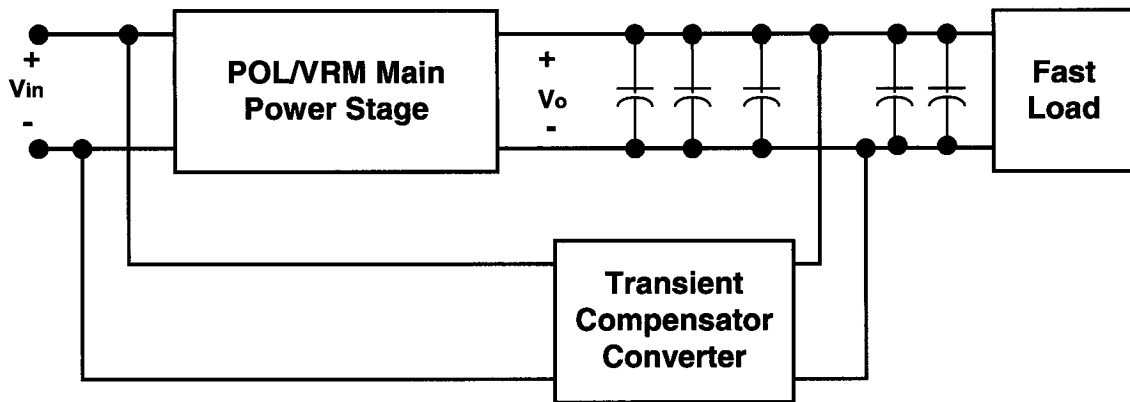 +
Vin
-
POL/VRM Main
Power Stage
+
Vo
-
Fast
Load
Transient
Compensator
Converter